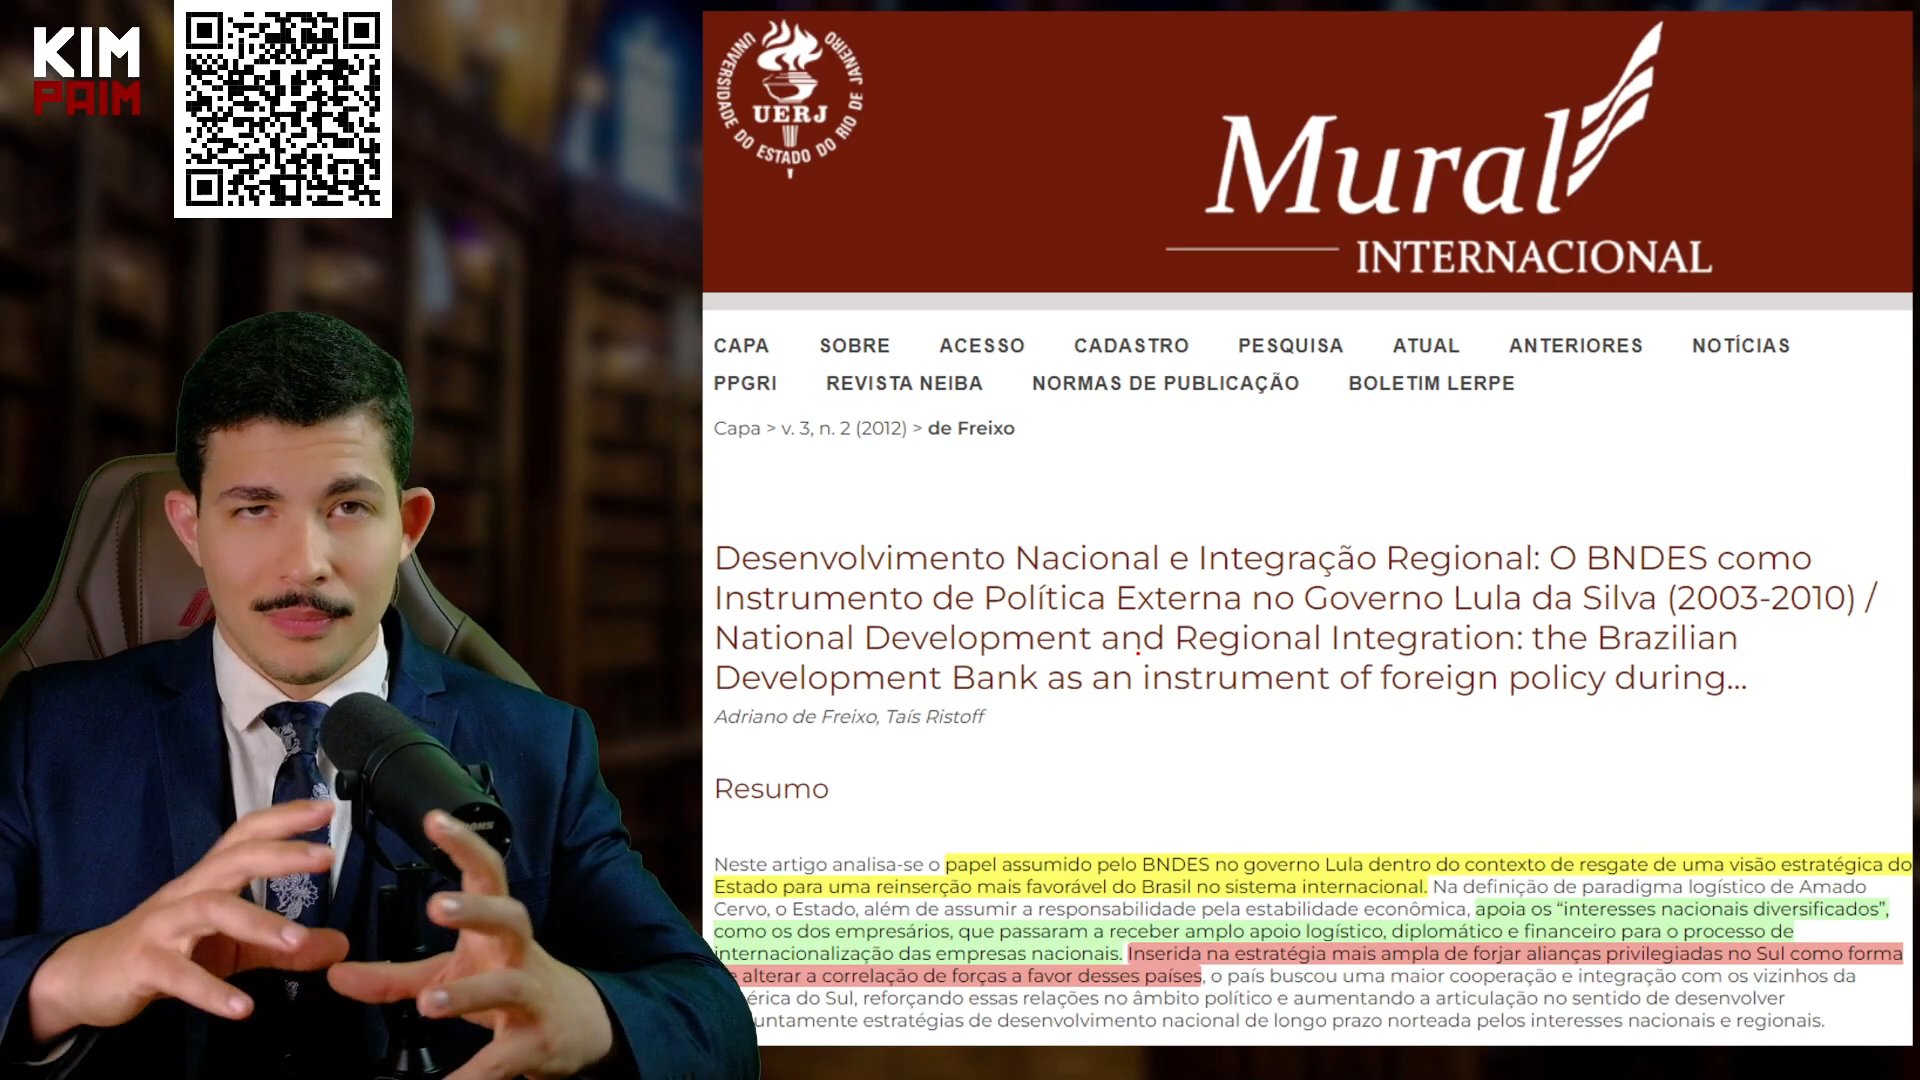 KIM
PAIM
UNIVERSIDADE DO ESTADO DO RIO DE JANEIRO
UERJ
Mural
INTERNACIONAL
CAPA SOBRE ACESSO CADASTRO PESQUISA ATUAL ANTERIORES NOTÍCIAS
PPGRI REVISTA NEIBA NORMAS DE PUBLICAÇÃO BOLETIM LERPE
Capa > v. 3, n. 2 (2012) > de Freixo
Desenvolvimento Nacional e Integração Regional: O BNDES como
Instrumento de Política Externa no Governo Lula da Silva (2003-2010) /
National Development and Regional Integration: the Brazilian
Development Bank as an instrument of foreign policy during...
Adriano de Freixo, Taís Ristoff
Resumo
Neste artigo analisa-se o papel assumido pelo BNDES no governo Lula dentro do contexto de resgate de uma visão estratégica do
Estado para uma reinserção mais favorável do Brasil no sistema internacional. Na definição de paradigma logístico de Amado
Cervo, o Estado, além de assumir a responsabilidade pela estabilidade econômica, apoia os “interesses nacionais diversificados”,
como os dos empresários, que passaram a receber amplo apoio logístico, diplomático e financeiro para o processo de
internacionalização das empresas nacionais. Inserida na estratégia mais ampla de forjar alianças privilegiadas no Sul como forma
alterar a correlação de forças a favor desses países, o país buscou uma maior cooperação e integração com os vizinhos da
érica do Sul, reforçando essas relações no âmbito político e aumentando a articulação no sentido de desenvolver
untamente estratégias de desenvolvimento nacional de longo prazo norteada pelos interesses nacionais e regionais.